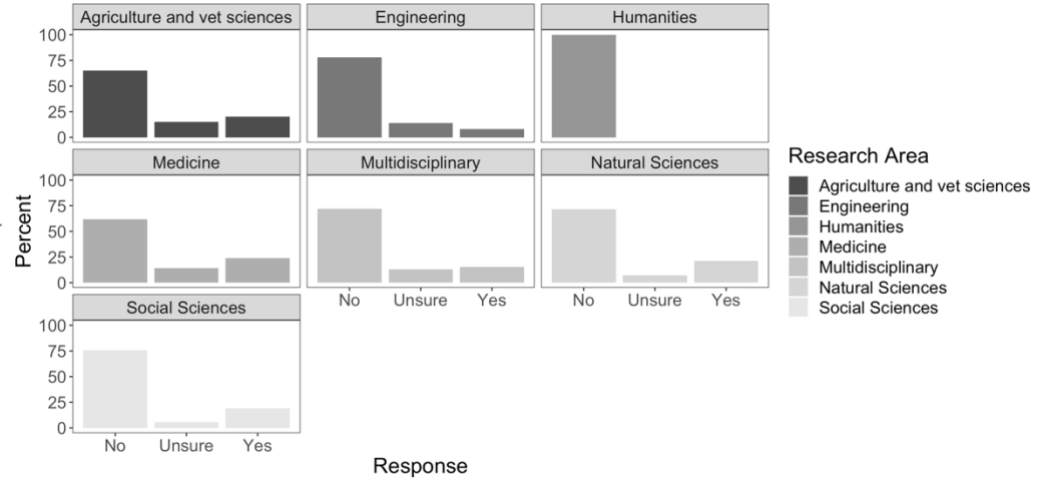 Agriculture and vet sciences
Engineering
Humanities
100
75
50
25
0
Medicine
Multidisciplinary
Natural Sciences
100
75
50
25
0
No Unsure Yes
No Unsure Yes
Social Sciences
100
75
50
25
0
No Unsure Yes
Percent
Response
Research Area
Agriculture and vet sciences
Engineering
Humanities
Medicine
Multidisciplinary
Natural Sciences
Social Sciences